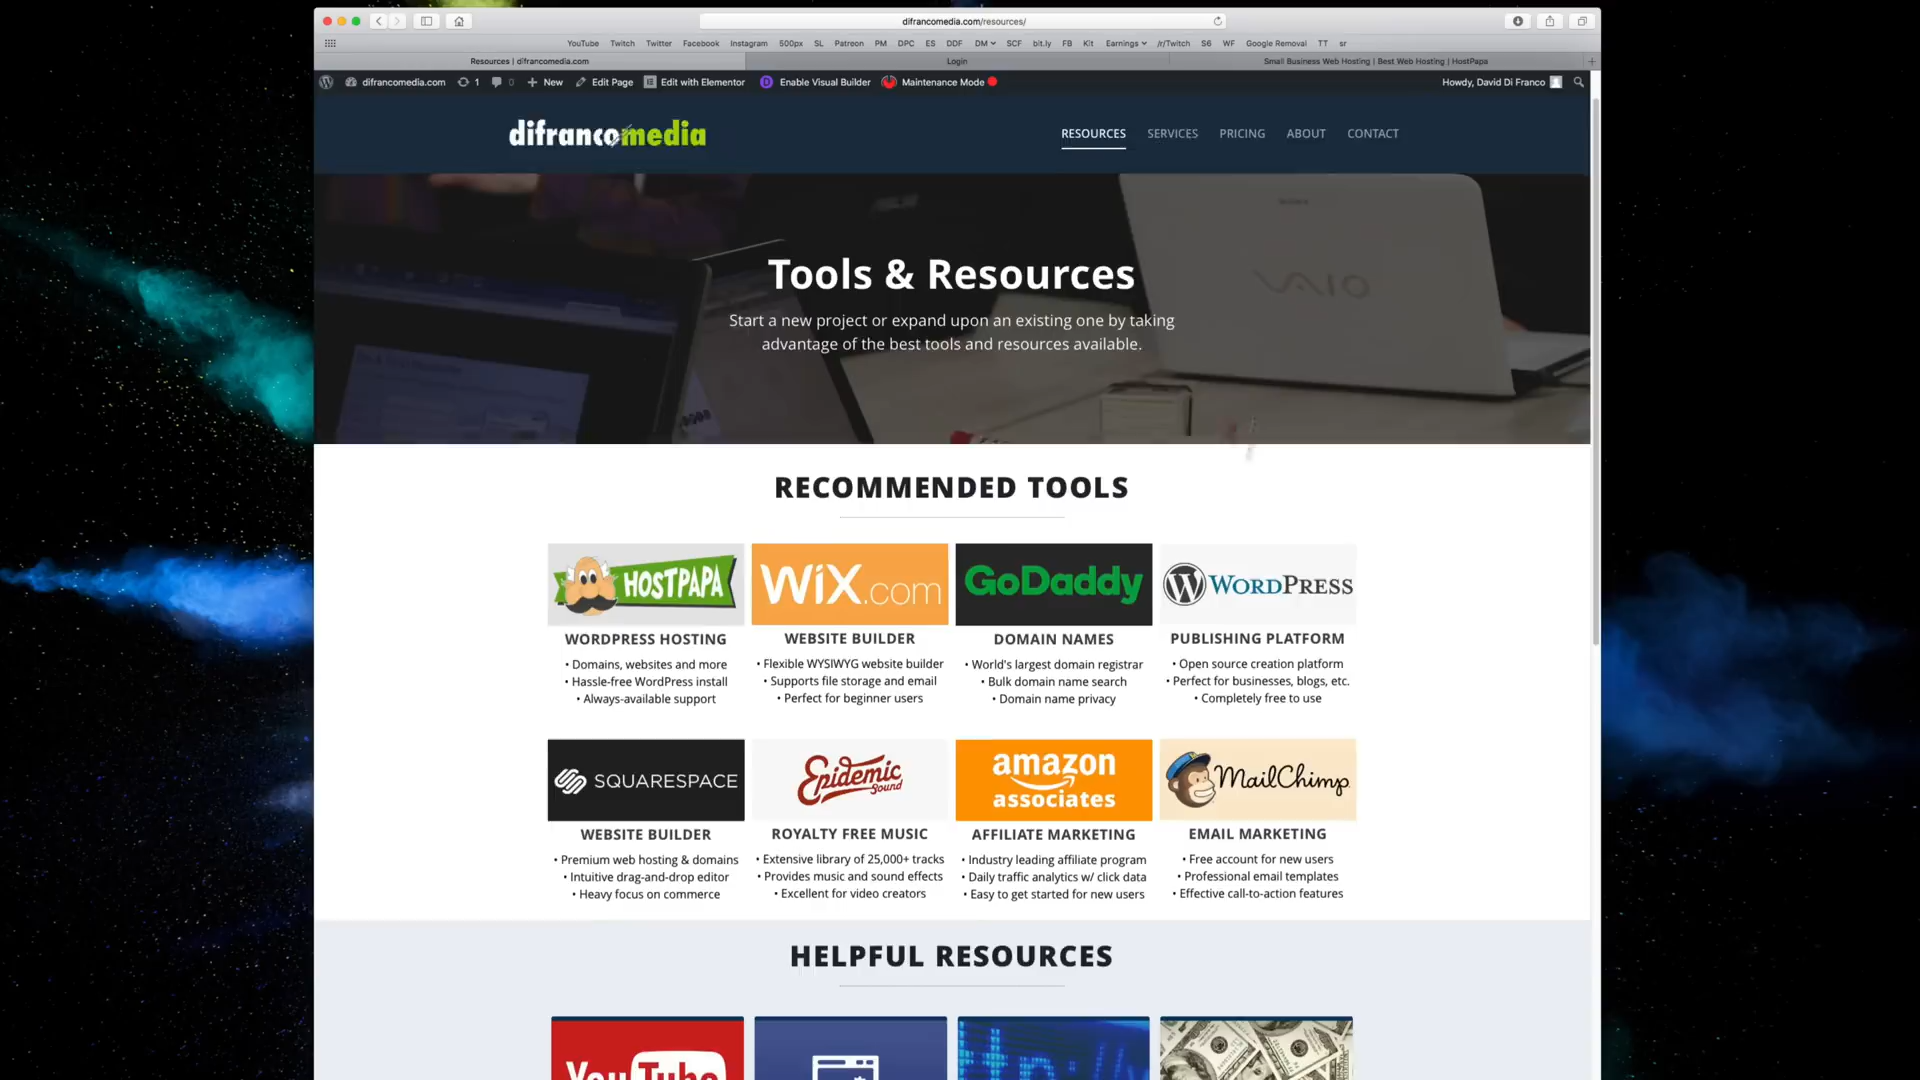 difrancomedia.com/resources/
YouTube Twitch Twitter Facebook Instagram 500px SL Patreon PM DPC ES DDF DM SCF bit.ly FB Kit Earnings /r/Twitch S6 WF Google Removal TT sr
Resources | difrancomedia.com Login Small Business Web Hosting | Best Web Hosting | HostPapa
difrancomedia.com 1 0 New Edit Page Edit with Elementor Enable Visual Builder Maintenance Mode Howdy, David Di Franco
difrancomedia RESOURCES SERVICES PRICING ABOUT CONTACT
VAIO
Tools & Resources
Start a new project or expand upon an existing one by taking
advantage of the best tools and resources available.
RECOMMENDED TOOLS
HOSTPAPA WiX.com GoDaddy WORDPRESS
WORDPRESS HOSTING WEBSITE BUILDER DOMAIN NAMES PUBLISHING PLATFORM
• Domains, websites and more • Flexible WYSIWYG website builder • World's largest domain registrar • Open source creation platform
• Hassle-free WordPress install • Supports file storage and email • Bulk domain name search • Perfect for businesses, blogs, etc.
• Always-available support • Perfect for beginner users • Domain name privacy • Completely free to use
SQUARESPACE Epidemic Sound amazon associates MailChimp
WEBSITE BUILDER ROYALTY FREE MUSIC AFFILIATE MARKETING EMAIL MARKETING
• Premium web hosting & domains • Extensive library of 25,000+ tracks • Industry leading affiliate program • Free account for new users
• Intuitive drag-and-drop editor • Provides music and sound effects • Daily traffic analytics w/ click data • Professional email templates
• Heavy focus on commerce • Excellent for video creators • Easy to get started for new users • Effective call-to-action features
HELPFUL RESOURCES
YouTube